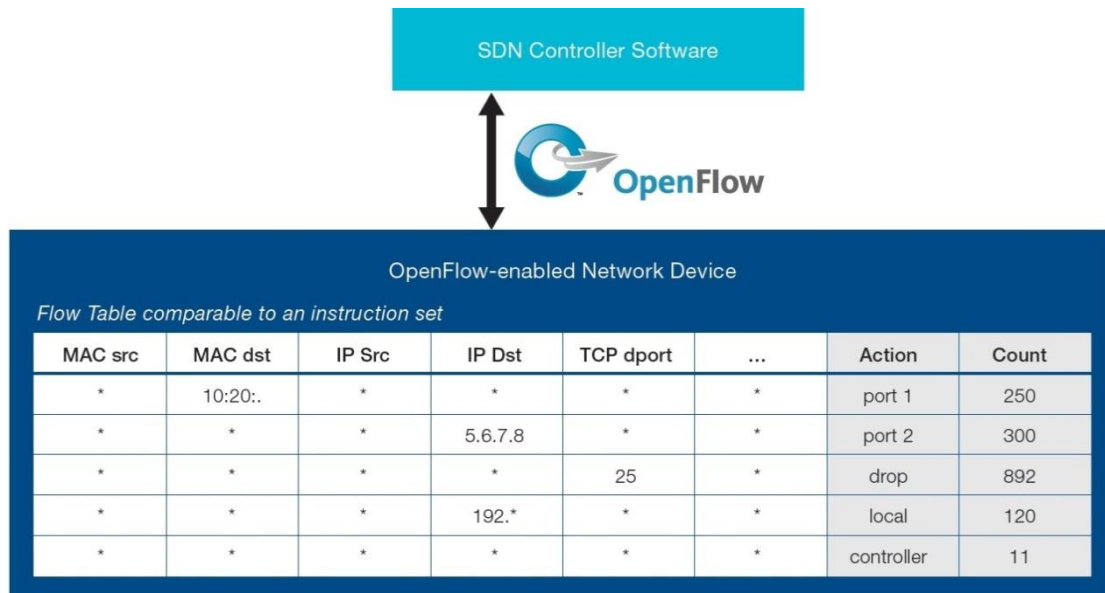 SDN Controller Software
OpenFlow
™
OpenFlow-enabled Network Device
Flow Table comparable to an instruction set
MAC src MAC dst IP Src IP Dst TCP dport ... Action Count
* 10:20:. * * * * port 1 250
* * * 5.6.7.8 * * port 2 300
* * * * 25 * drop 892
* * * 192.* * * local 120
* * * * * * controller 11